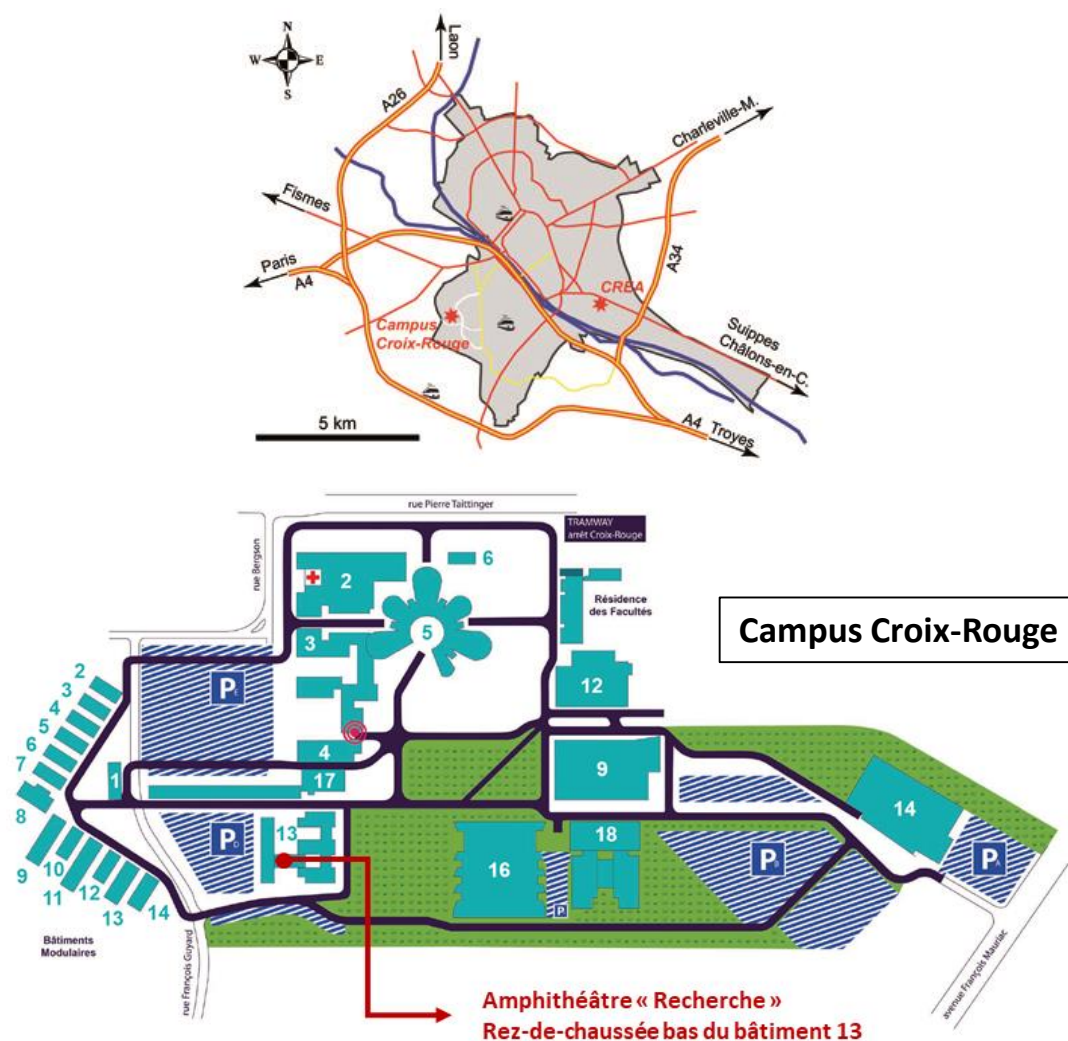 N
W E
S
Laon
A26
Charleville-M.
Fismes
Paris
A4
A34
CREA
Campus
Croix-Rouge
Suippes
Châlons-en-C.
5 km
A4 Troyes
rue Pierre Taittinger
TRAMWAY
arrêt Croix-Rouge
rue Bergson
2
6
Résidence
des Facultés
5
3
Campus Croix-Rouge
12
PE
2
3
4
5
6
7
8
1
4
17
9
14
13
PD
16
18
P
PB
PA
9
10
11
12
13
14
Bâtiments
Modulaires
rue François Guyard
avenue François Mauriac
Amphithéâtre « Recherche »
Rez-de-chaussée bas du bâtiment 13